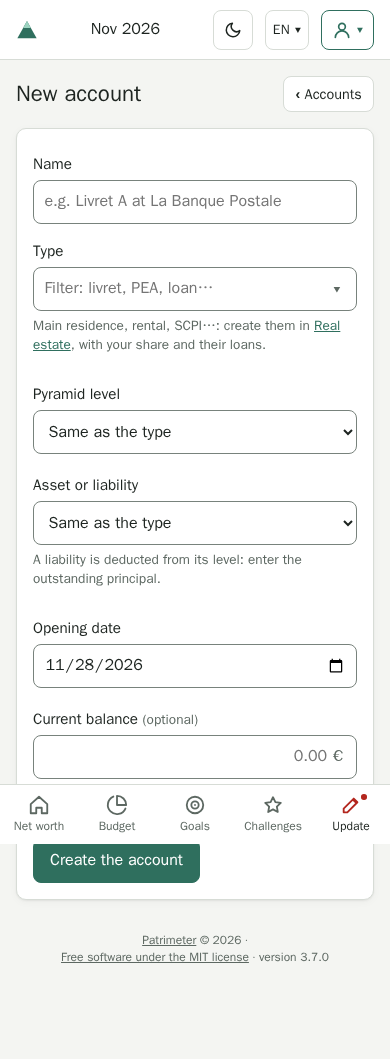 Nov 2026
EN ▾
▾
New account
‹ Accounts
Name
e.g. Livret A at La Banque Postale
Type
Filter: livret, PEA, loan⋯
Main residence, rental, SCPI⋯: create them in Real
estate, with your share and their loans.
Pyramid level
Same as the type
Asset or liability
Same as the type
A liability is deducted from its level: enter the
outstanding principal.
Opening date
11/28/2026
Current balance (optional)
0.00 €
Net worth
Budget
Goals
Challenges
Update
Create the account
Patrimeter © 2026 ·
Free software under the MIT license · version 3.7.0